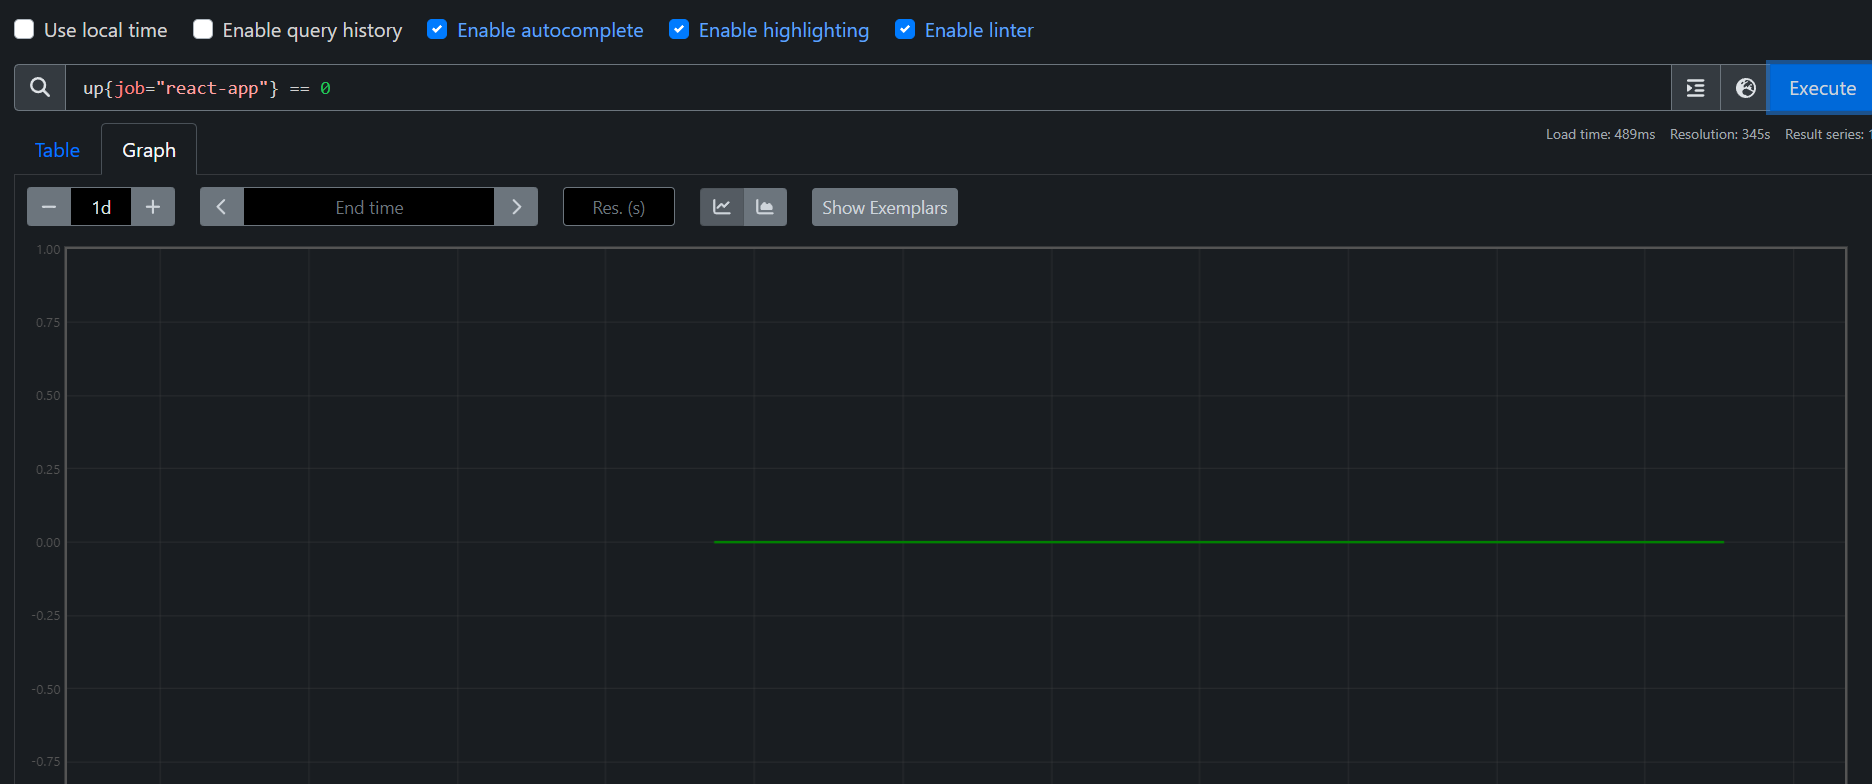 Use local time Enable query history Enable autocomplete Enable highlighting Enable linter
up{job="react-app"} == 0 Execute
Load time: 489ms Resolution: 345s Result series: 1
Table Graph
1d End time Res. (s) Show Exemplars
1.00
0.75
0.50
0.25
0.00
-0.25
-0.50
-0.75